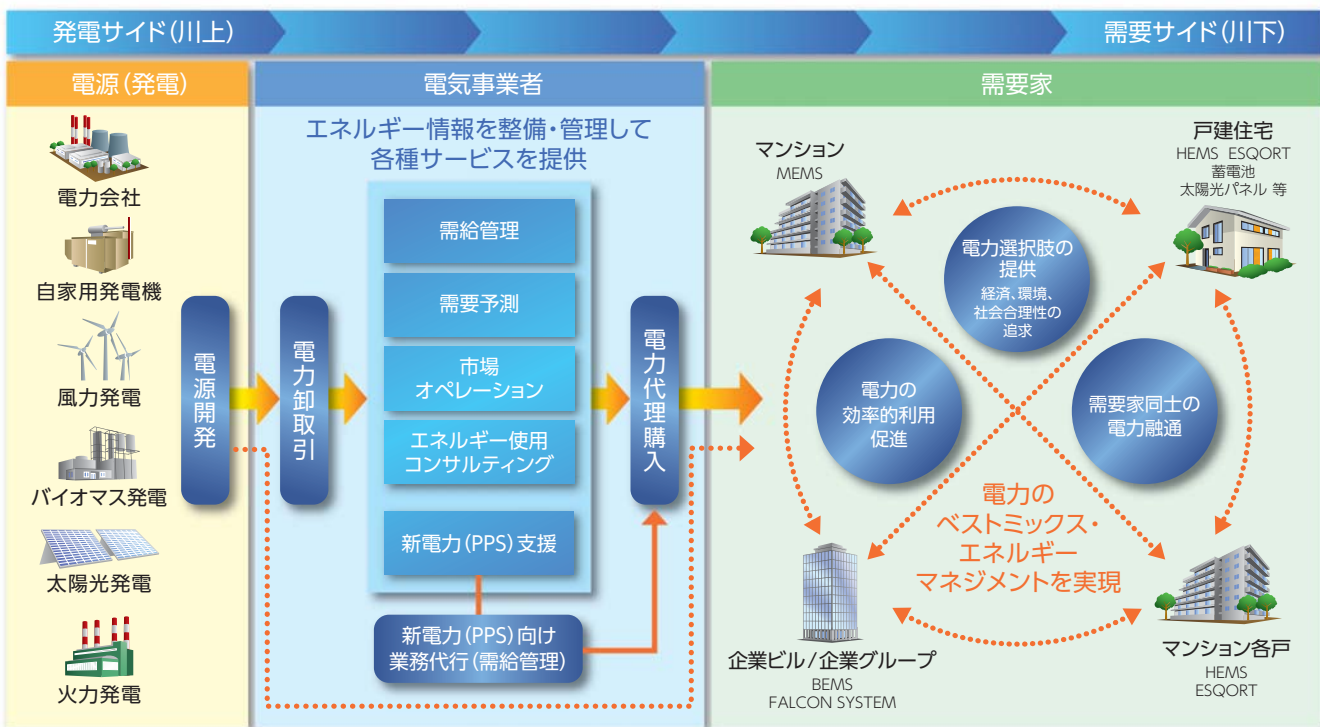 発電サイド(川上)
需要サイド(川下)
電源(発電)
電力会社
自家用発電機
風力発電
バイオマス発電
太陽光発電
火力発電
電源開発
電気事業者
エネルギー情報を整備・管理して
各種サービスを提供
電力卸取引
需給管理
需要予測
市場
オペレーション
エネルギー使用
コンサルティング
新電力(PPS)支援
新電力(PPS)向け
業務代行(需給管理)
電力代理購入
需要家
マンション
MEMS
戸建住宅
HEMS ESQORT
蓄電池
太陽光パネル 等
電力選択肢の
提供
経済、環境、
社会合理性の
追求
電力の
効率的利用
促進
需要家同士の
電力融通
電力の
ベストミックス・
エネルギー
マネジメントを実現
企業ビル/企業グループ
BEMS
FALCON SYSTEM
マンション各戸
HEMS
ESQORT